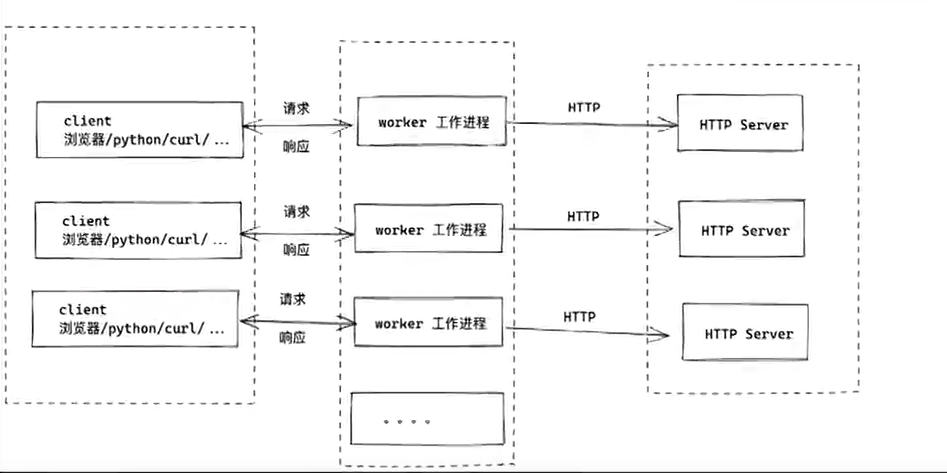 client
浏览器/python/curl/...
请求
响应
worker 工作进程
HTTP
HTTP Server
client
浏览器/python/curl/...
请求
响应
worker 工作进程
HTTP
HTTP Server
client
浏览器/python/curl/...
请求
响应
worker 工作进程
HTTP
HTTP Server
....